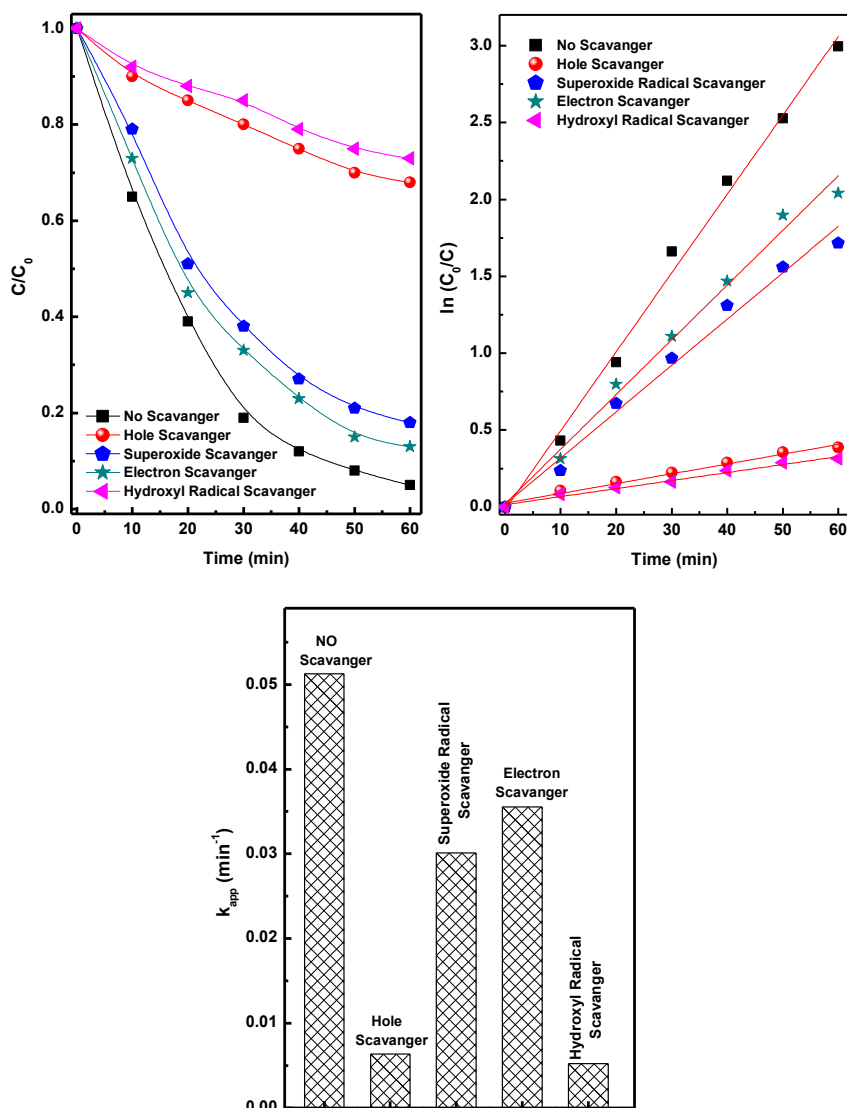 1.0
0.8
0.6
0.4
0.2
0.0
C/C0
No Scavanger
Hole Scavanger
Superoxide Scavanger
Electron Scavanger
Hydroxyl Radical Scavanger
0 10 20 30 40 50 60
Time (min)
3.0
2.5
2.0
1.5
1.0
0.5
0.0
ln (C0/C)
No Scavanger
Hole Scavanger
Superoxide Radical Scavanger
Electron Scavanger
Hydroxyl Radical Scavanger
0 10 20 30 40 50 60
Time (min)
0.05
0.04
0.03
0.02
0.01
0.00
kapp (min-1)
NO
Scavanger
Hole
Scavanger
Superoxide Radical
Scavanger
Electron
Scavanger
Hydroxyl Radical
Scavanger